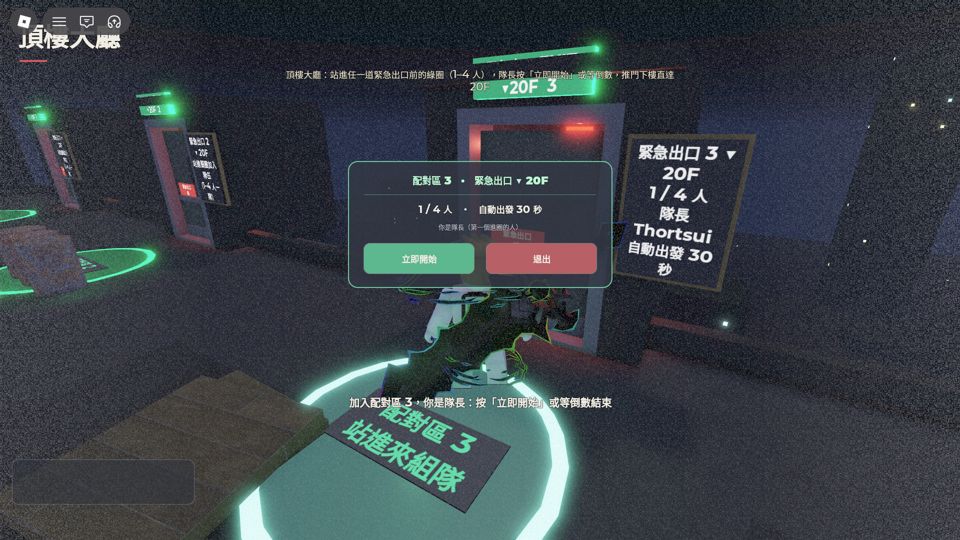 頂樓大廳
頂樓大廳：站進任一道緊急出口前的綠圈（1–4 人），隊長按「立即開始」或等倒數，推門下樓直達
20F
▼20F 3
緊急出口 2
▼ 20F
緊急出口 3 ▼
20F
1 / 4 人
隊長
Thortsui
自動出發 30
秒
配對區 3 • 緊急出口 ▼ 20F
1 / 4 人 • 自動出發 30 秒
你是隊長（第一個進圈的人）
立即開始
退出
加入配對區 3，你是隊長：按「立即開始」或等倒數結束
配對區 3
站進來組隊